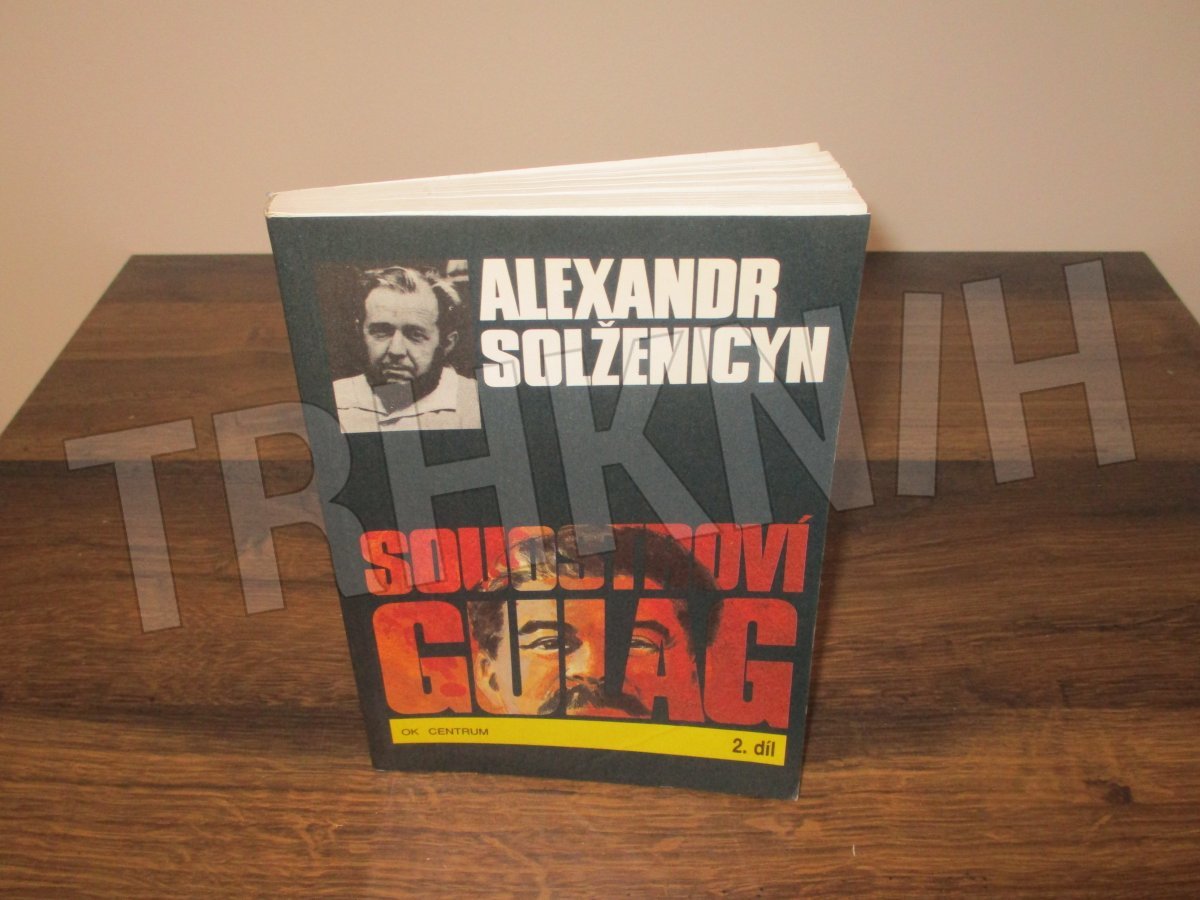 ALEXANDR
SOLŽENICYN
TRHKNIH
SOUOSTROVÍ
GULAG
OK CENTRUM
2. díl